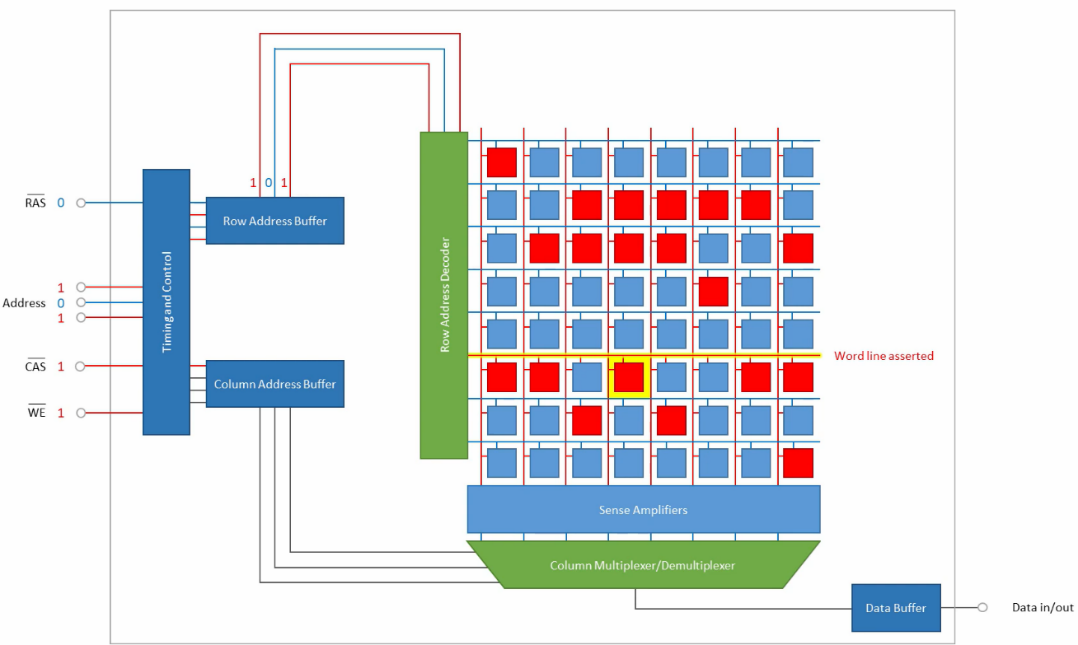 1 0 1
RAS 0
Row Address Buffer
1
Address 0
1
Timing and Control
Row Address Decoder
Word line asserted
CAS 1
Column Address Buffer
WE 1
Sense Amplifiers
Column Multiplexer/Demultiplexer
Data Buffer
Data in/out